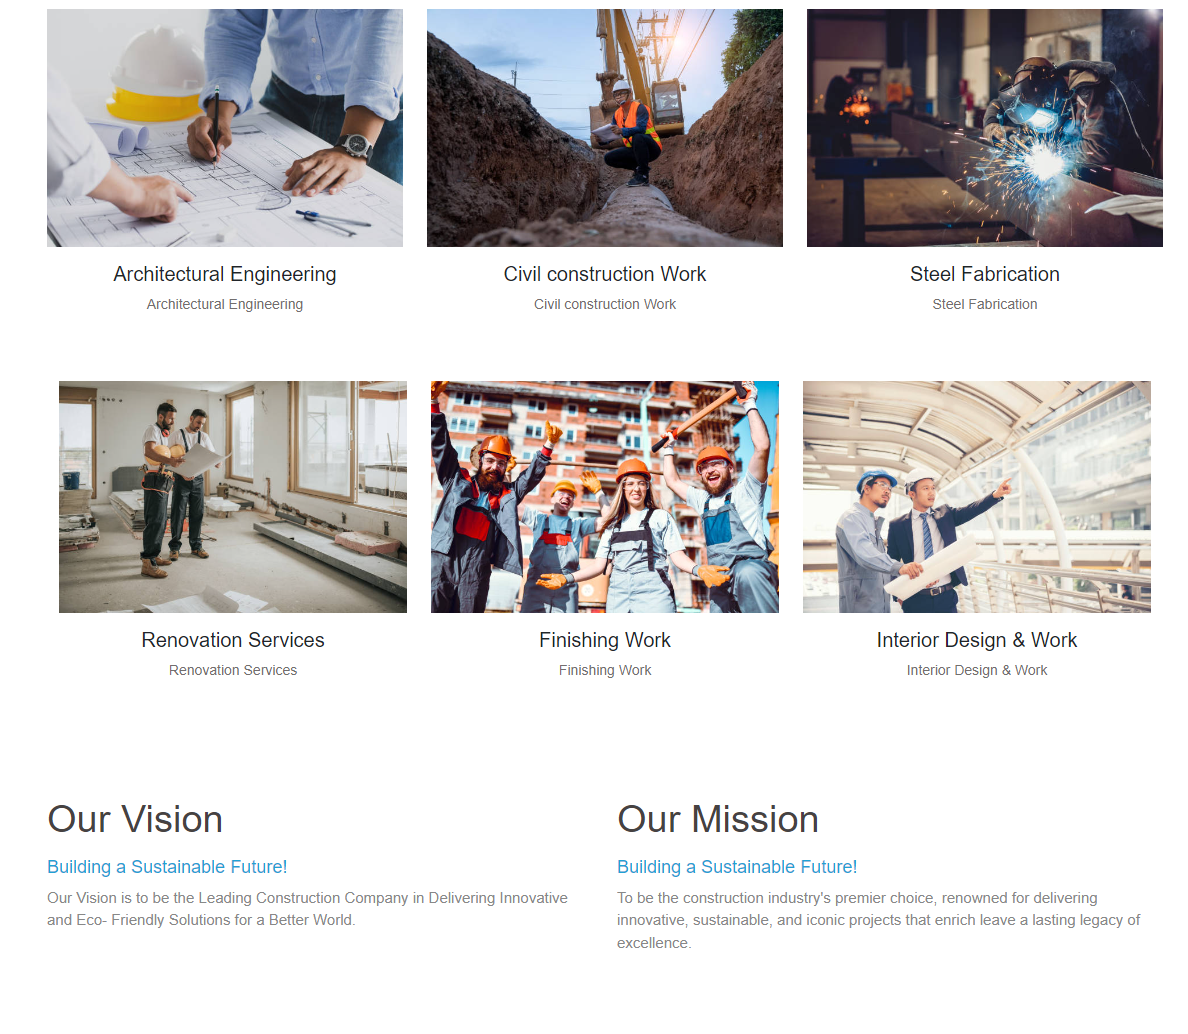 Architectural Engineering
Architectural Engineering
Civil construction Work
Civil construction Work
Steel Fabrication
Steel Fabrication
Renovation Services
Renovation Services
Finishing Work
Finishing Work
Interior Design & Work
Interior Design & Work
Our Vision
Building a Sustainable Future!
Our Vision is to be the Leading Construction Company in Delivering Innovative
and Eco- Friendly Solutions for a Better World.
Our Mission
Building a Sustainable Future!
To be the construction industry's premier choice, renowned for delivering
innovative, sustainable, and iconic projects that enrich leave a lasting legacy of
excellence.